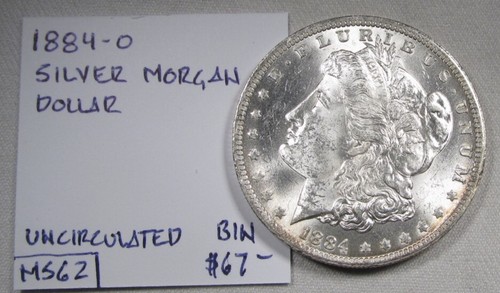 1884-O
SILVER MORGAN
DOLLAR
UNCIRCULATED BIN
MS62 $67-
E·PLURIBUS·UNUM
1884